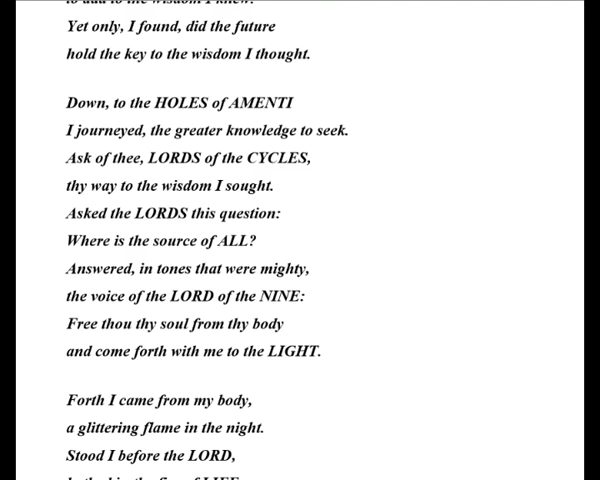 Yet only, I found, did the future
hold the key to the wisdom I thought.
Down, to the HOLES of AMENTI
I journeyed, the greater knowledge to seek.
Ask of thee, LORDS of the CYCLES,
thy way to the wisdom I sought.
Asked the LORDS this question:
Where is the source of ALL?
Answered, in tones that were mighty,
the voice of the LORD of the NINE:
Free thou thy soul from thy body
and come forth with me to the LIGHT.
Forth I came from my body,
a glittering flame in the night.
Stood I before the LORD,